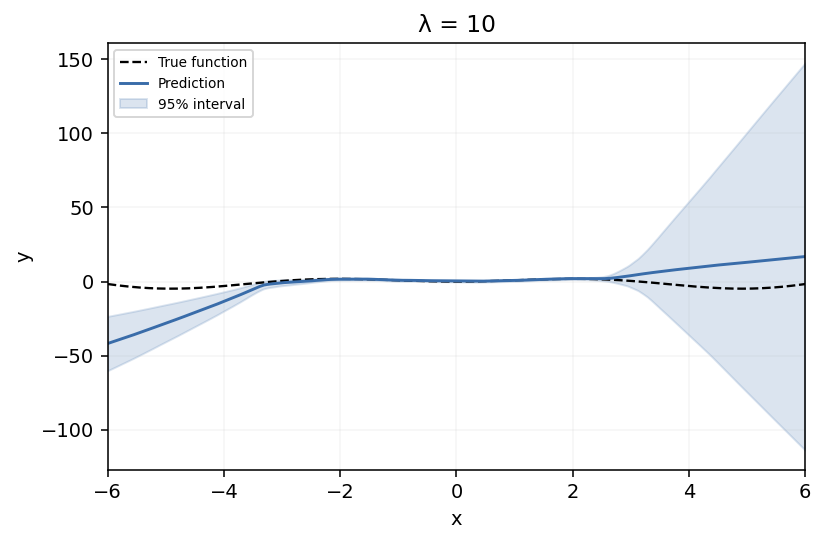 λ = 10
True function
Prediction
95% interval
150
100
50
0
−50
−100
y
−6
−4
−2
0
2
4
6
x